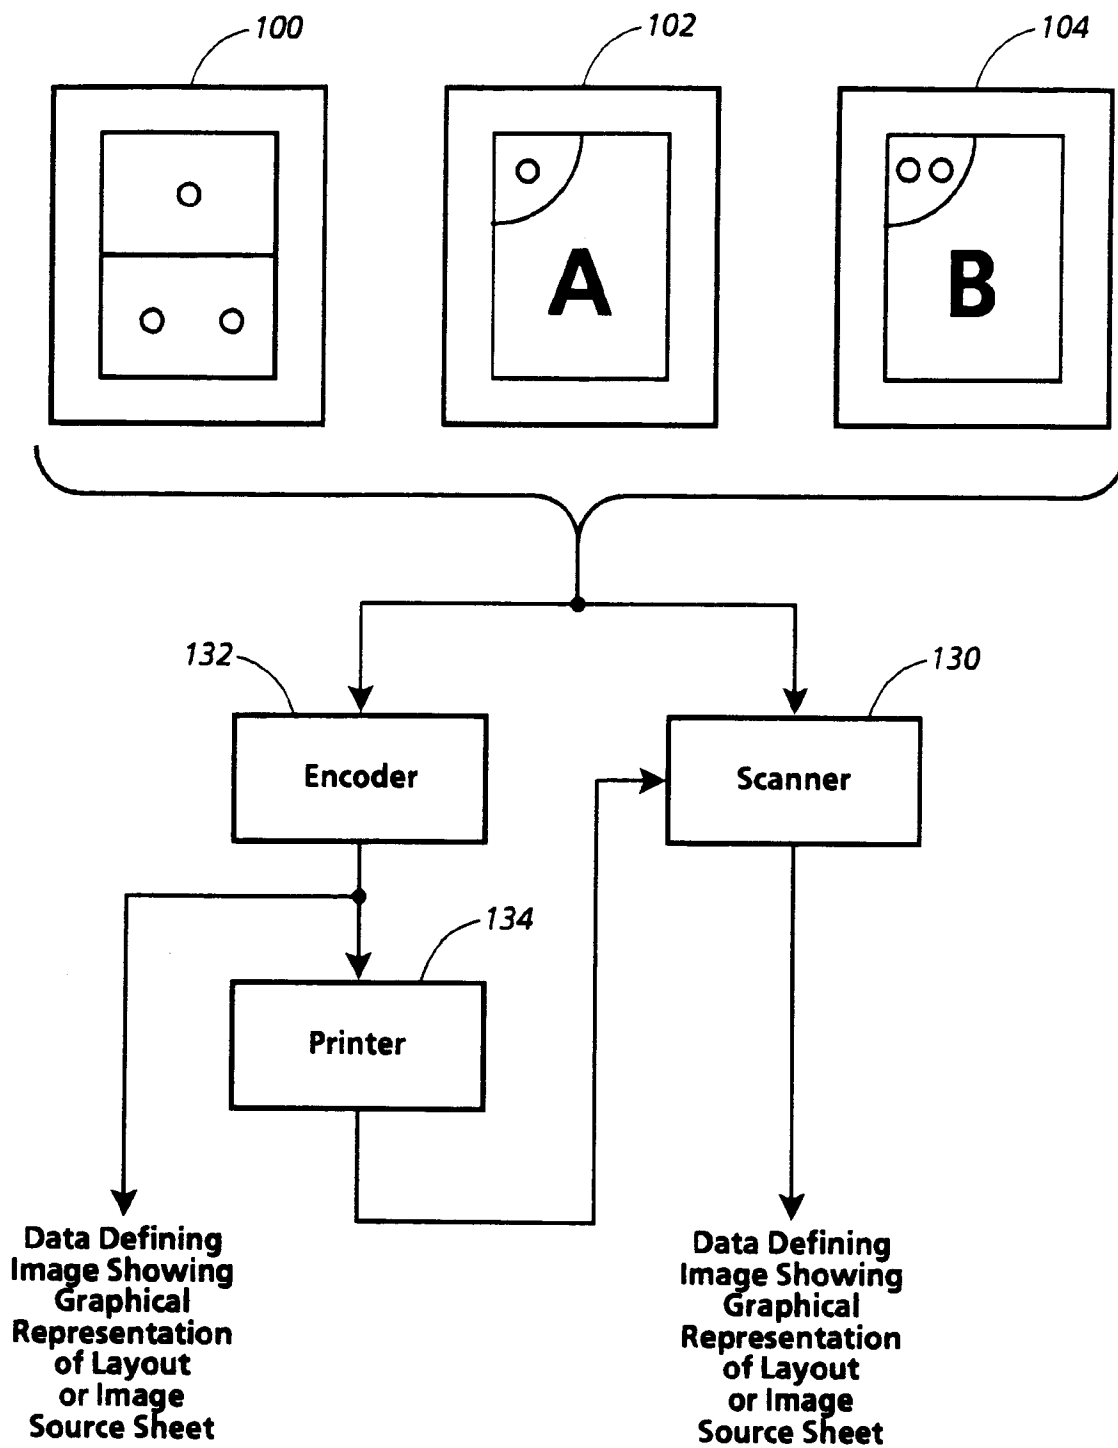 100
102
104
A
B
132
130
Encoder
Scanner
134
Printer
Data Defining
Image Showing
Graphical
Representation
of Layout
or Image
Source Sheet
Data Defining
Image Showing
Graphical
Representation
of Layout
or Image
Source Sheet